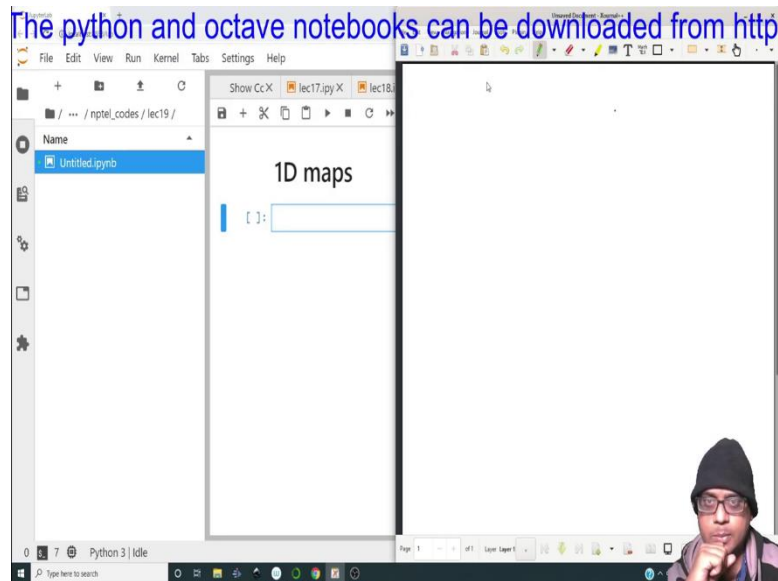 The python and octave notebooks can be downloaded from http
File Edit View Run Kernel Tabs Settings Help
Show Cc X lec17.ipy X lec18.i
/ ··· / nptel_codes / lec19 /
Name
Untitled.ipynb
1D maps
[ ]:
0 7 Python 3 | Idle
Page 1 of 1 Layer Layer 1
Type here to search